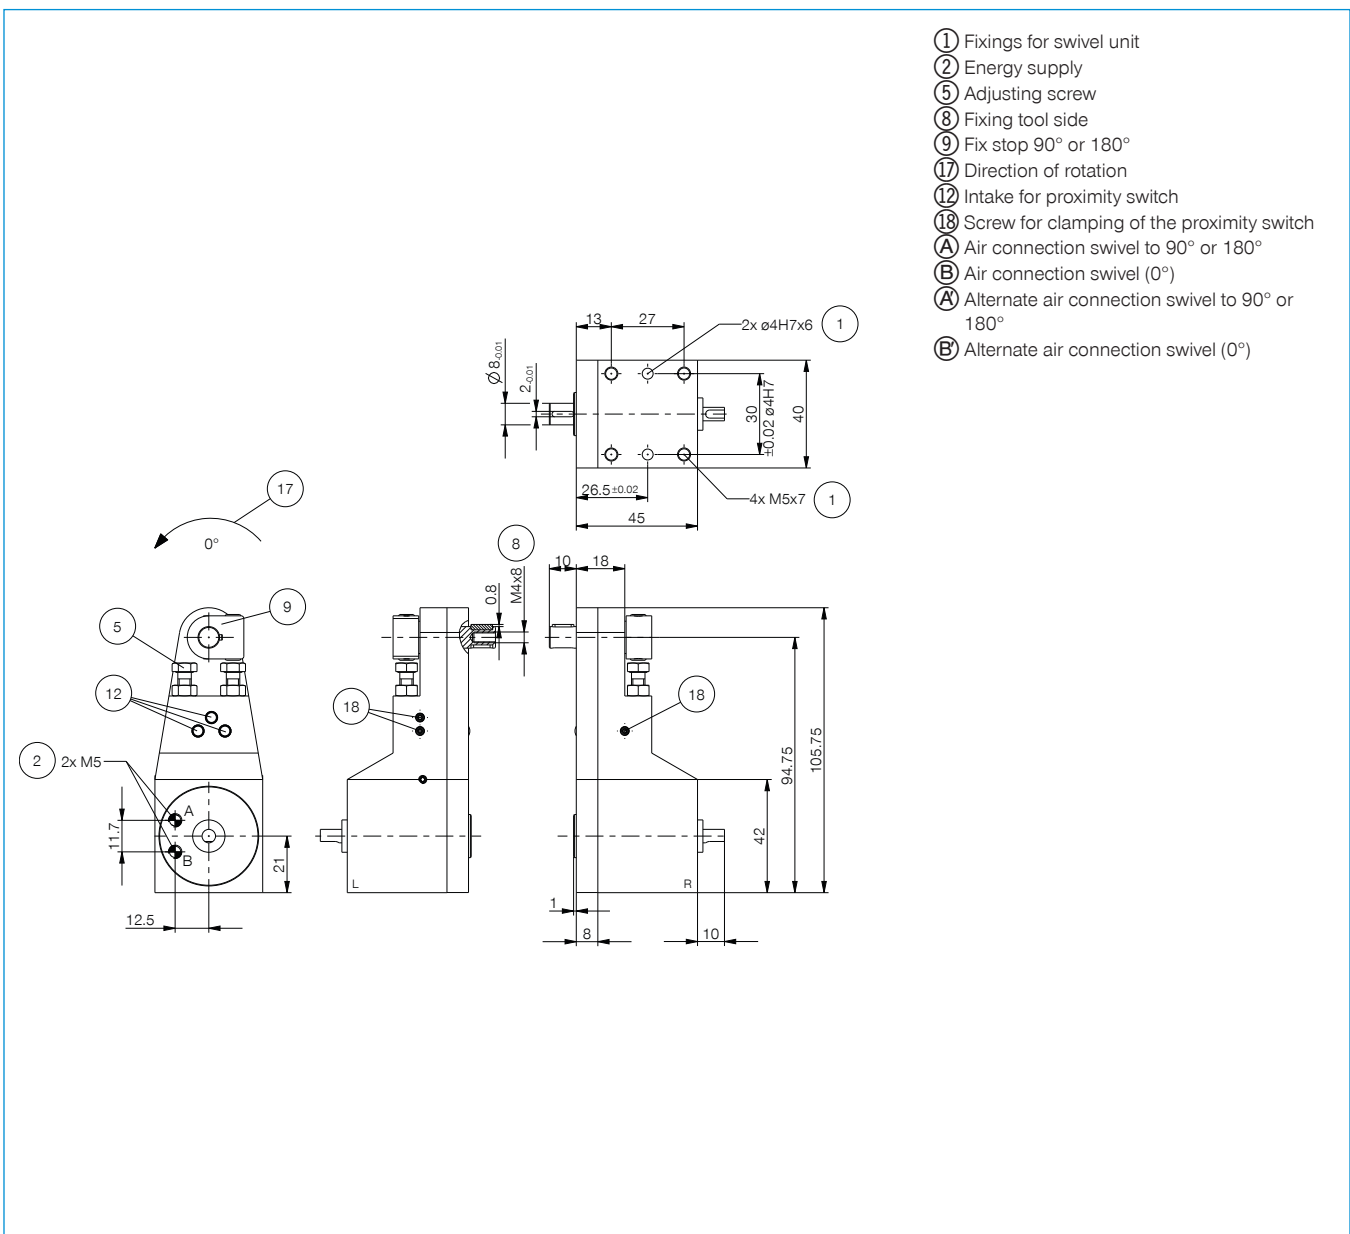 ① Fixings for swivel unit
② Energy supply
⑤ Adjusting screw
⑧ Fixing tool side
⑨ Fix stop 90° or 180°
⑰ Direction of rotation
⑫ Intake for proximity switch
⑱ Screw for clamping of the proximity switch
Ⓐ Air connection swivel to 90° or 180°
Ⓑ Air connection swivel (0°)
A' Alternate air connection swivel to 90° or
180°
B' Alternate air connection swivel (0°)
13
27
2x ø4H7x6
1
Ø8-0.01
2-0.01
30
±0.02 ø4H7
40
26.5±0.02
4x M5x7
1
45
17
0°
8
10
18
0.8
M4x8
9
5
12
18
18
2
2x M5
A
B
11.7
21
12.5
L
R
94.75
105.75
42
1
8
10